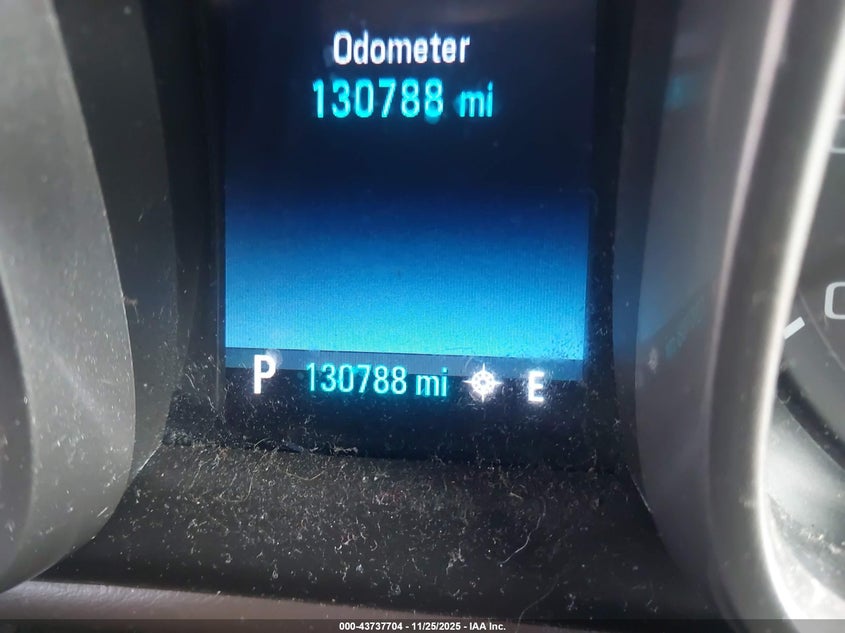 Odometer
130788 mi
P 130788 mi E
000-43737704 - 11/25/2025 - IAA Inc.